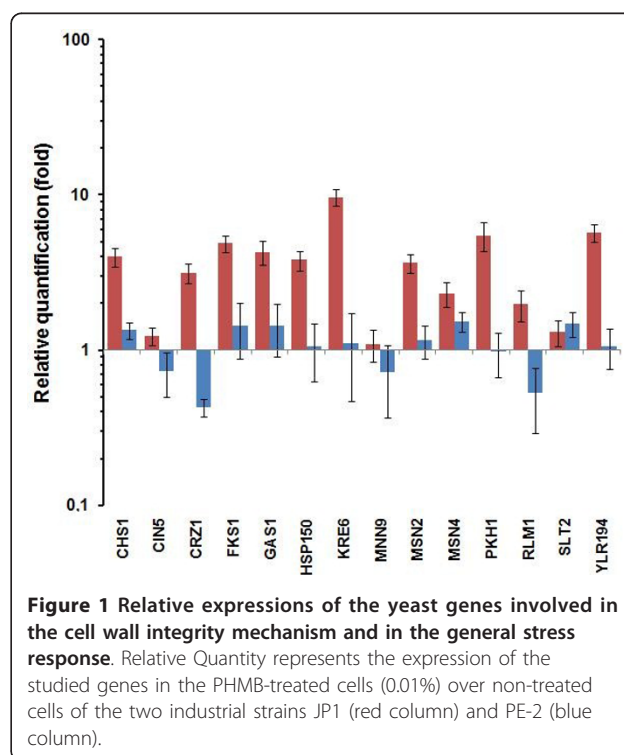 100
10
1
0.1
Relative quantification (fold)
CHS1
CIN5
CRZ1
FKS1
GAS1
HSP150
KRE6
MNN9
MSN2
MSN4
PKH1
RLM1
SLT2
YLR194
Figure 1 Relative expressions of the yeast genes involved in
the cell wall integrity mechanism and in the general stress
response. Relative Quantity represents the expression of the
studied genes in the PHMB-treated cells (0.01%) over non-treated
cells of the two industrial strains JP1 (red column) and PE-2 (blue
column).